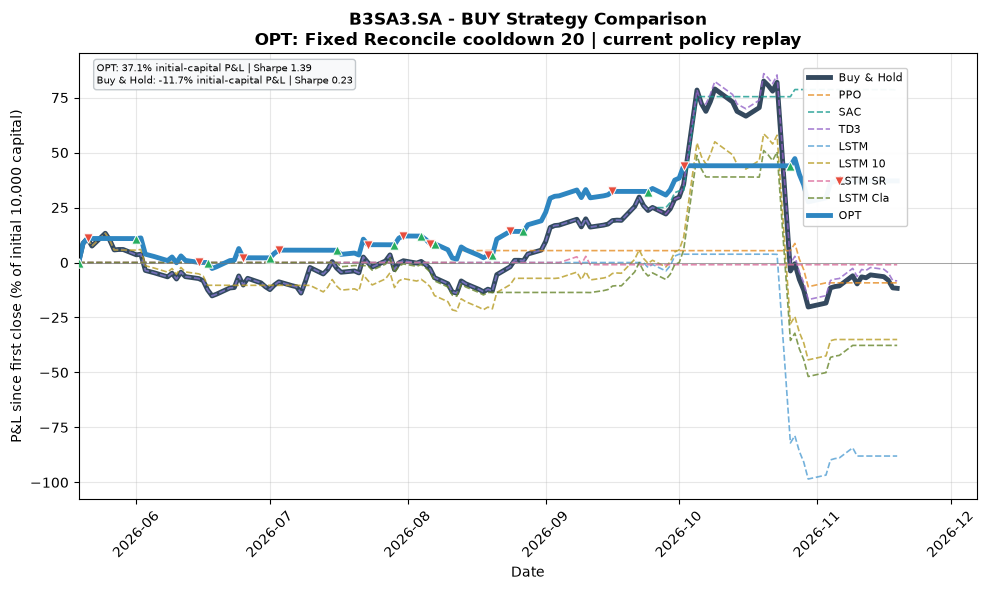 B3SA3.SA - BUY Strategy Comparison
OPT: Fixed Reconcile cooldown 20 | current policy replay
OPT: 37.1% initial-capital P&L | Sharpe 1.39
Buy & Hold: -11.7% initial-capital P&L | Sharpe 0.23
Buy & Hold
PPO
SAC
TD3
LSTM
LSTM 10
LSTM SR
LSTM Cla
OPT
P&L since first close (% of initial 10,000 capital)
75
50
25
0
−25
−50
−75
−100
2026-06
2026-07
2026-08
2026-09
2026-10
2026-11
2026-12
Date